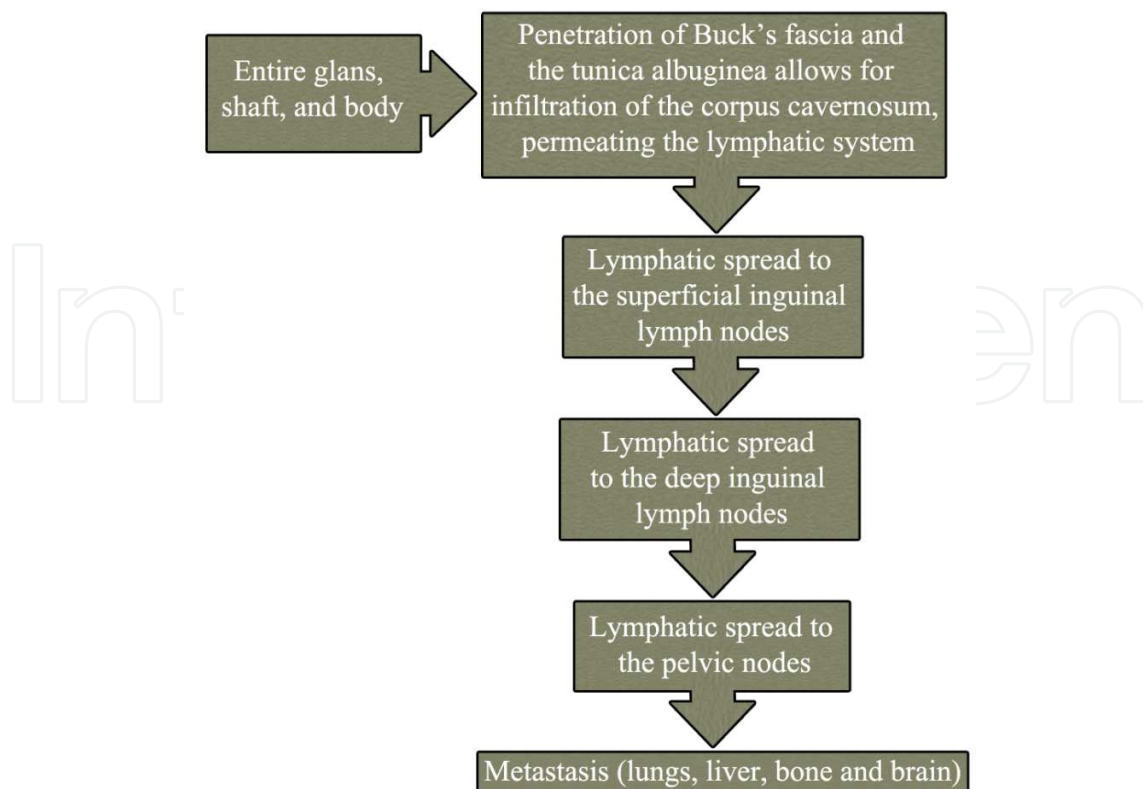 Entire glans,
shaft, and body
Penetration of Buck's fascia and
the tunica albuginea allows for
infiltration of the corpus cavernosum,
permeating the lymphatic system
Lymphatic spread to
the superficial inguinal
lymph nodes
Lymphatic spread
to the deep inguinal
lymph nodes
Lymphatic spread to
the pelvic nodes
Metastasis (lungs, liver, bone and brain)